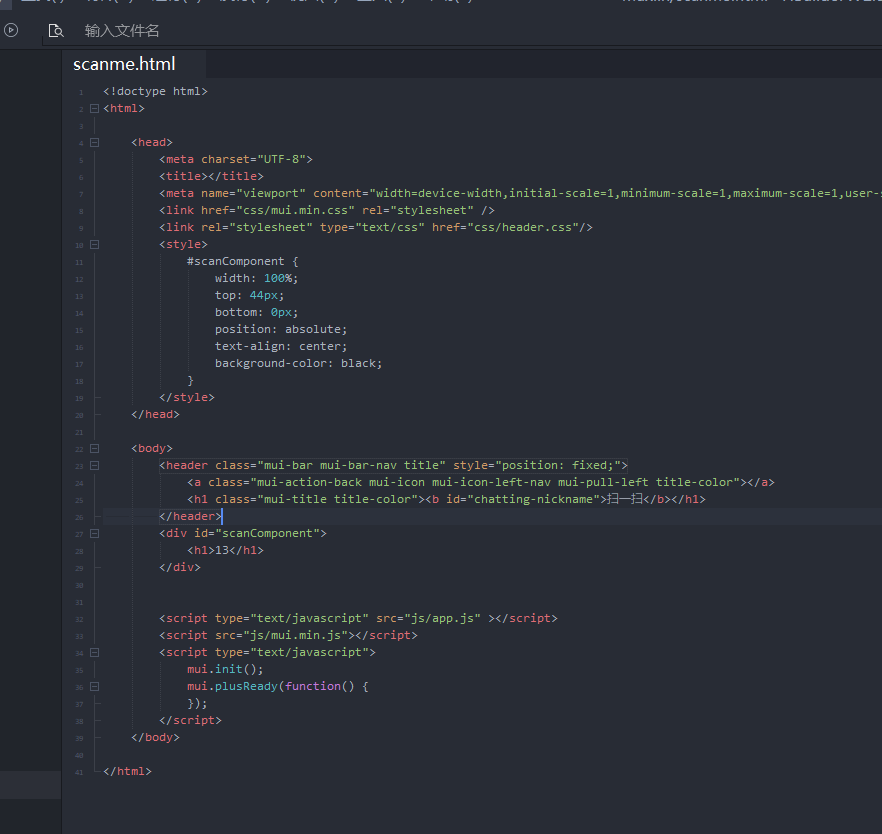 输入文件名
scanme.html
1 <!doctype html>
2 <html>
3
4 <head>
5 <meta charset="UTF-8">
6 <title></title>
7 <meta name="viewport" content="width=device-width,initial-scale=1,minimum-scale=1,maximum-scale=1,user-
8 <link href="css/mui.min.css" rel="stylesheet" />
9 <link rel="stylesheet" type="text/css" href="css/header.css"/>
10 <style>
11 #scanComponent {
12 width: 100%;
13 top: 44px;
14 bottom: 0px;
15 position: absolute;
16 text-align: center;
17 background-color: black;
18 }
19 </style>
20 </head>
21
22 <body>
23 <header class="mui-bar mui-bar-nav title" style="position: fixed;">
24 <a class="mui-action-back mui-icon mui-icon-left-nav mui-pull-left title-color"></a>
25 <h1 class="mui-title title-color"><b id="chatting-nickname">扫一扫</b></h1>
26 </header>
27 <div id="scanComponent">
28 <h1>13</h1>
29 </div>
30
31
32 <script type="text/javascript" src="js/app.js" ></script>
33 <script src="js/mui.min.js"></script>
34 <script type="text/javascript">
35 mui.init();
36 mui.plusReady(function() {
37 });
38 </script>
39 </body>
40
41 </html>